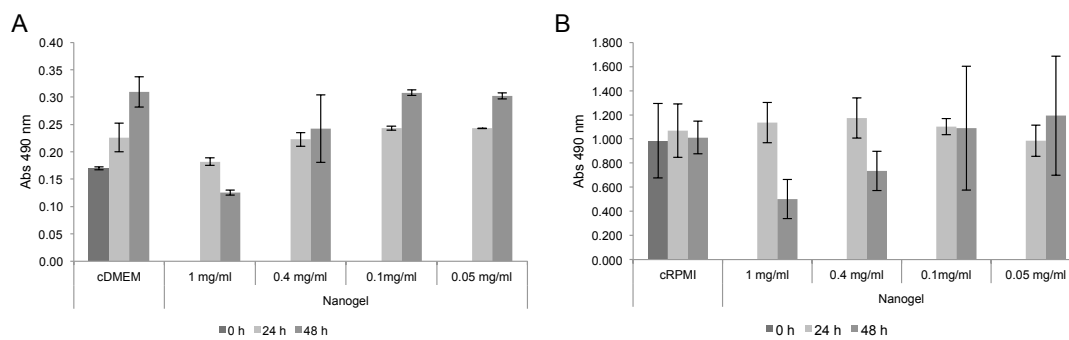 A
Abs 490 nm
0.40
0.35
0.30
0.25
0.20
0.15
0.10
0.05
0.00
cDMEM
1 mg/ml
0.4 mg/ml
0.1mg/ml
0.05 mg/ml
Nanogel
0 h 24 h 48 h
B
Abs 490 nm
1.800
1.600
1.400
1.200
1.000
0.800
0.600
0.400
0.200
0.000
cRPMI
1 mg/ml
0.4 mg/ml
0.1mg/ml
0.05 mg/ml
Nanogel
0 h 24 h 48 h